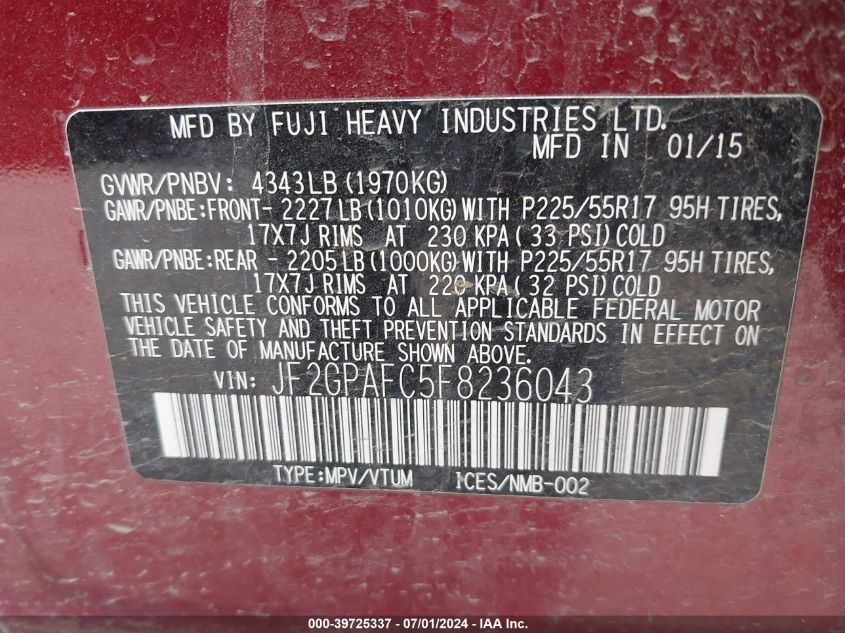 MFD BY FUJI HEAVY INDUSTRIES LTD.
MFD IN 01/15
GVWR/PNBV: 4343LB(1970KG)
GAWR/PNBE:FRONT- 2227LB(1010KG)WITH P225/55R17 95H TIRES,
17X7J RIMS AT 230 KPA( 33 PSI)COLD
GAWR/PNBE:REAR - 2205LB(1000KG)WITH P225/55R17 95H TIRES,
17X7J RIMS AT 220 KPA( 32 PSI)COLD
THIS VEHICLE CONFORMS TO ALL APPLICABLE FEDERAL MOTOR
VEHICLE SAFETY AND THEFT PREVENTION STANDARDS IN EFFECT ON
THE DATE OF MANUFACTURE SHOWN ABOVE.
VIN: JF2GPAFC5F8236043
TYPE:MPV/VTUM ICES/NMB-002
000-39725337 - 07/01/2024 - IAA Inc.